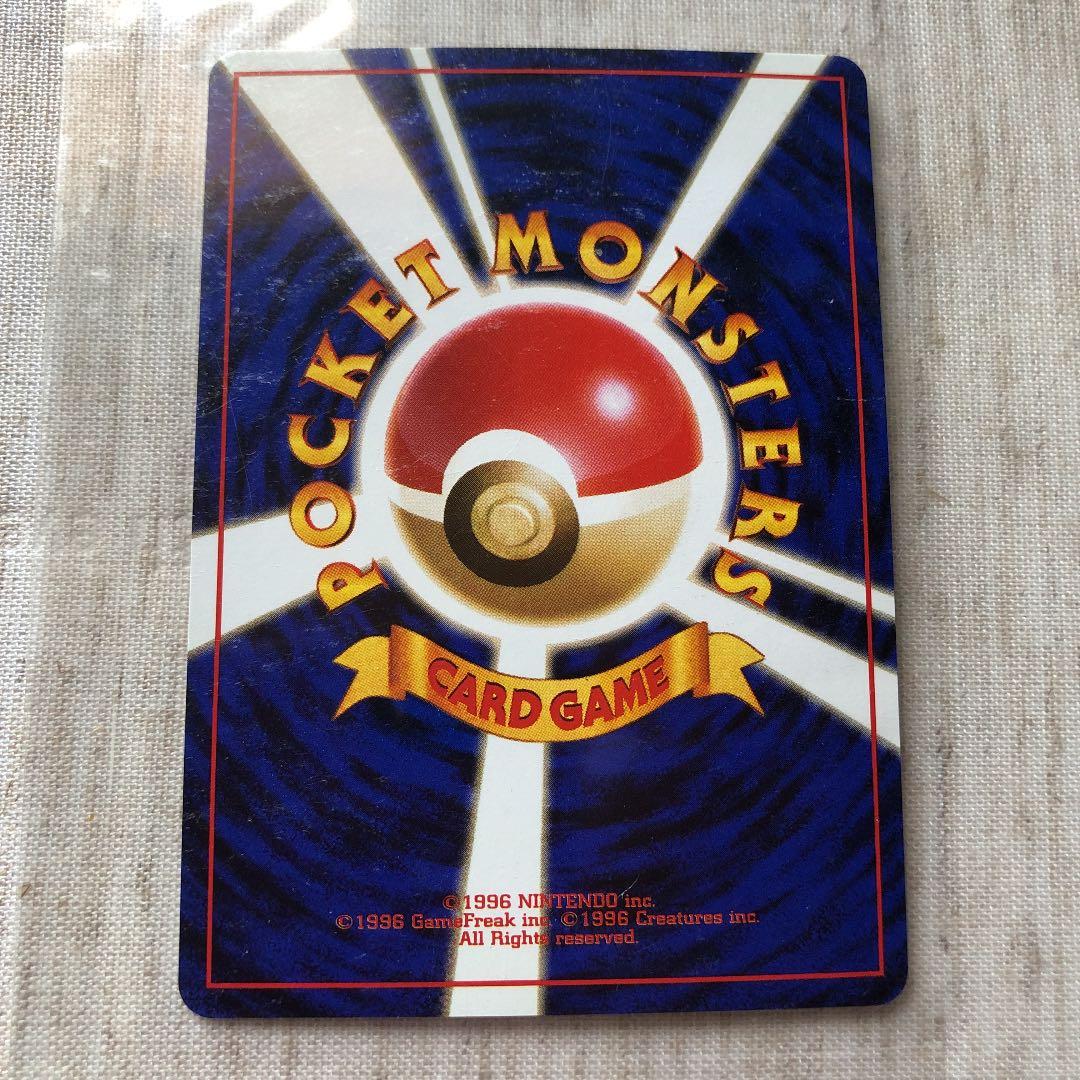 POCKET MONSTERS
CARD GAME
©1996 NINTENDO inc.
©1996 GameFreak inc. ©1996 Creatures inc.
All Rights reserved.